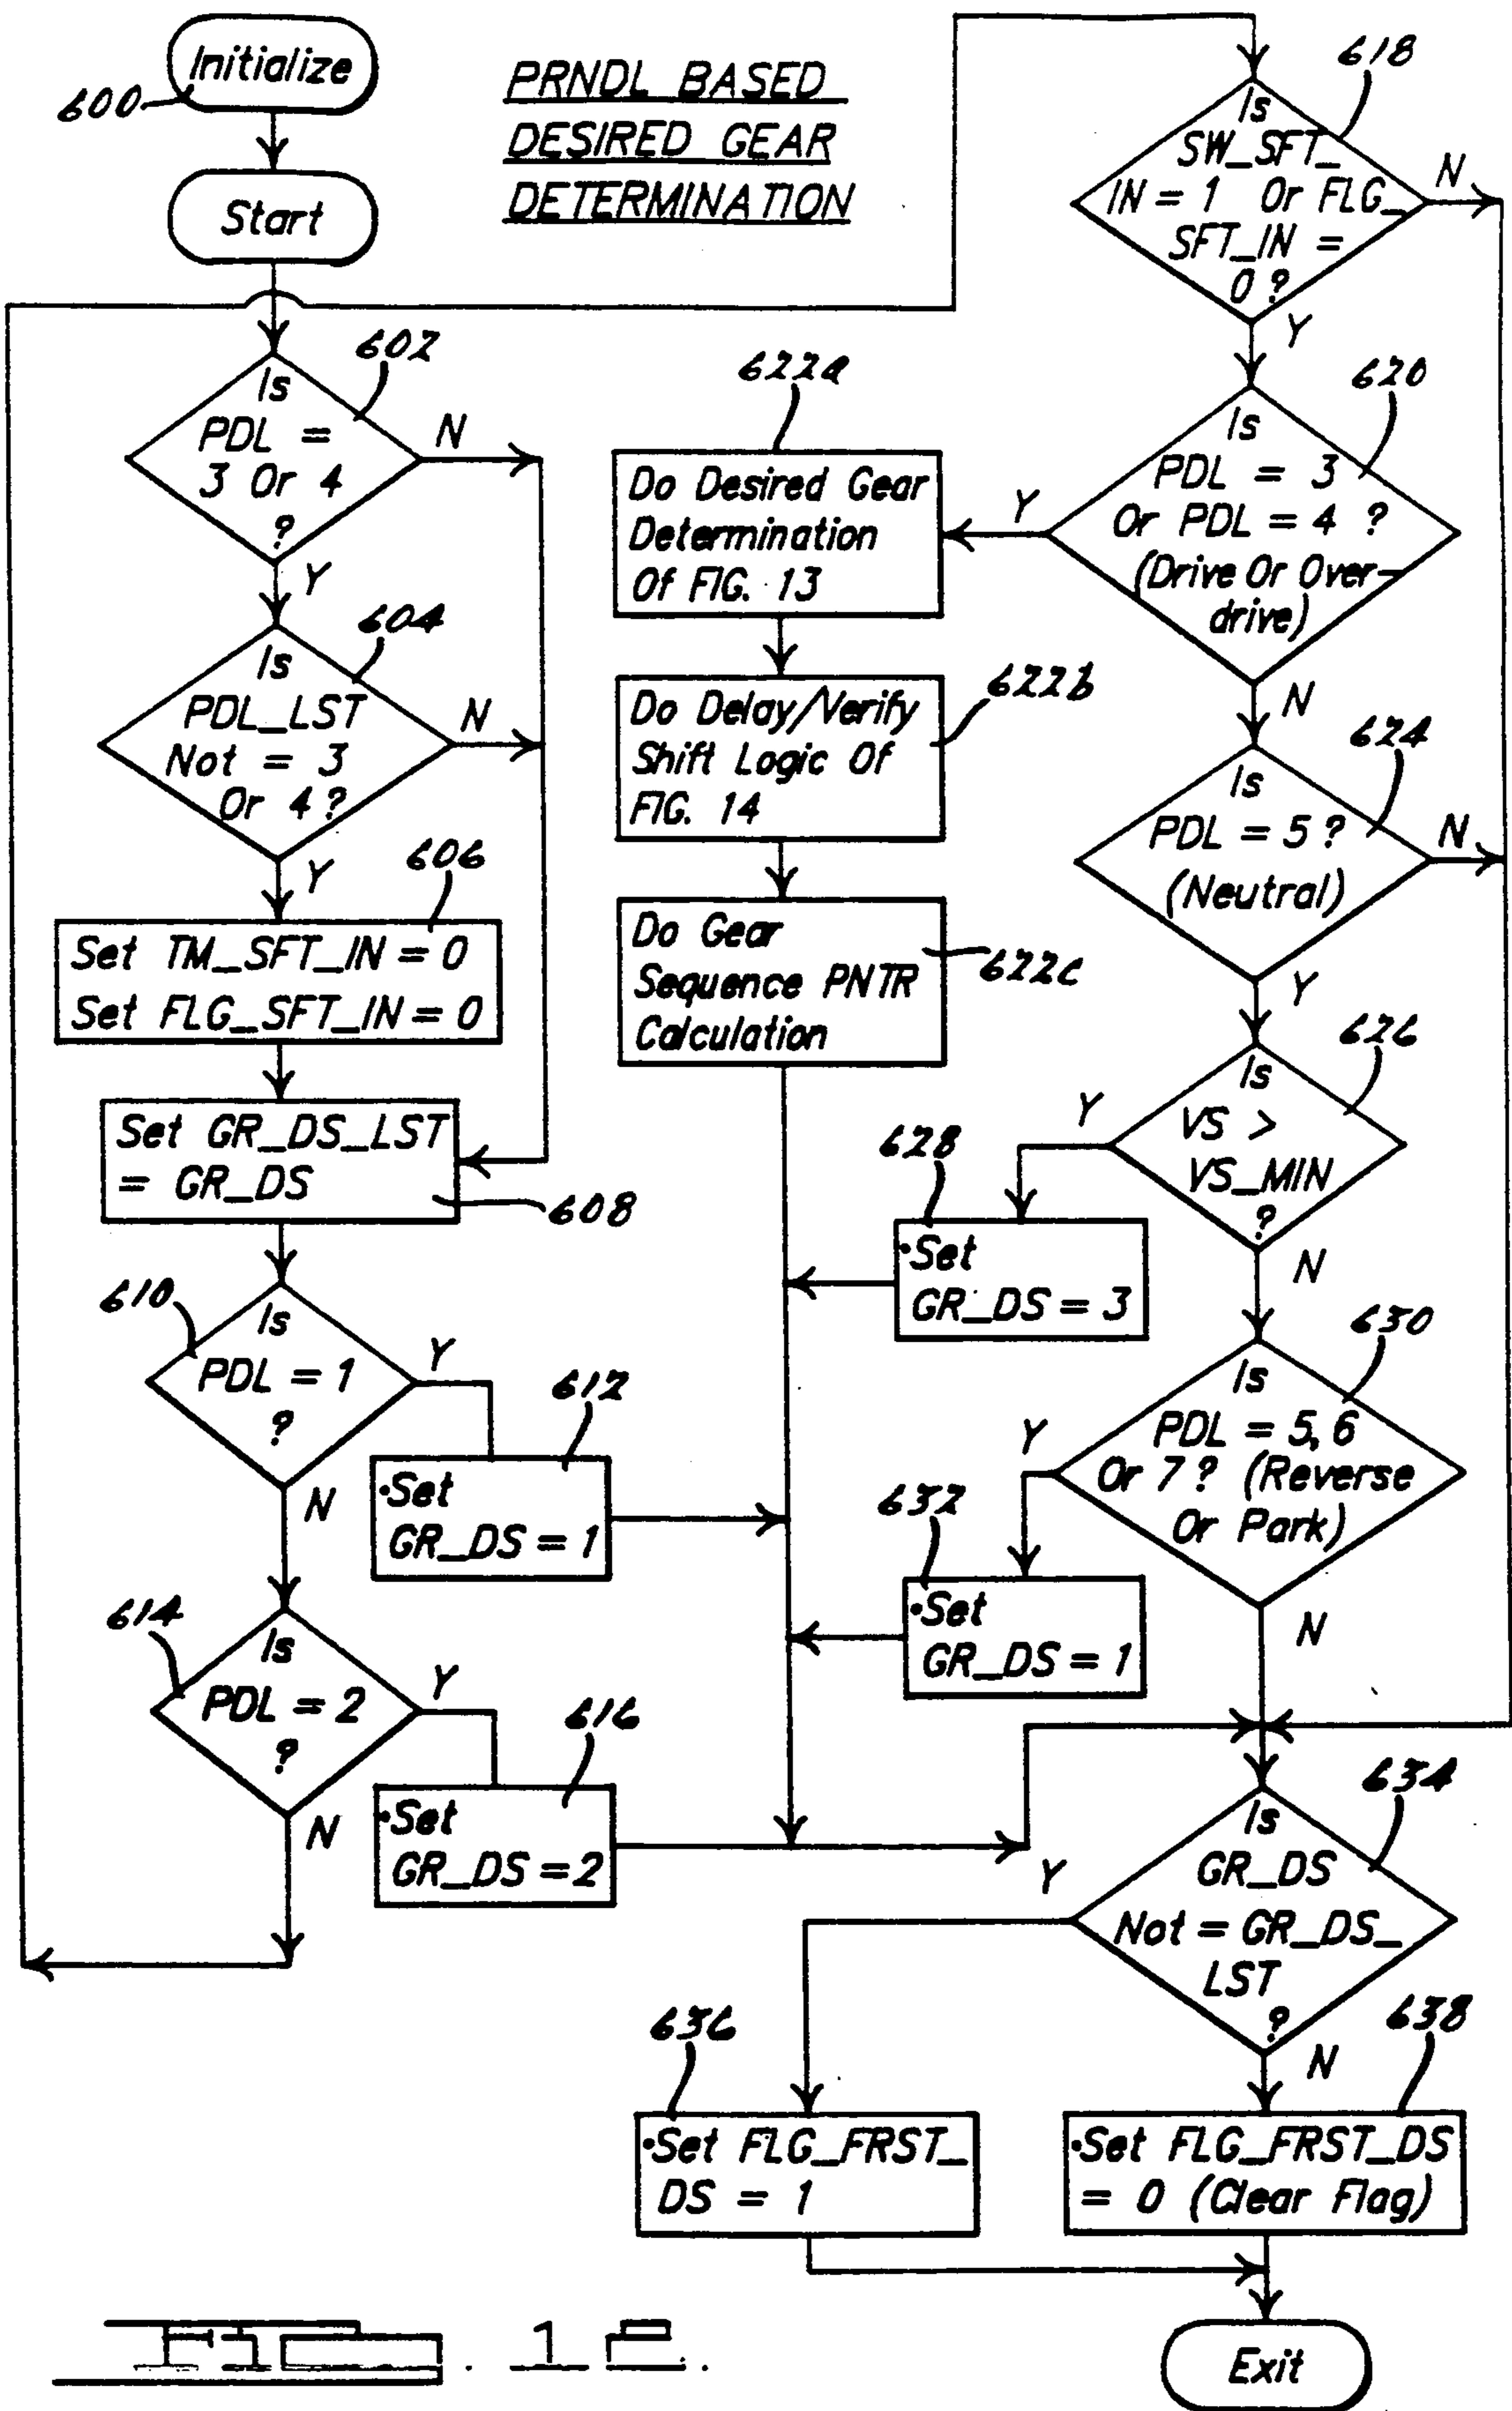 Initialize
600
Start
PRNDL BASED
DESIRED GEAR
DETERMINATION
602
Is
PDL =
3 Or 4
?
N
Y
604
Is
PDL_LST
Not = 3
Or 4?
N
Y
606
Set TM_SFT_IN = 0
Set FLG_SFT_IN = 0
Set GR_DS_LST
= GR_DS
608
610
Is
PDL = 1
?
Y
N
612
•Set
GR_DS = 1
614
Is
PDL = 2
?
Y
N
616
•Set
GR_DS = 2
622a
Do Desired Gear
Determination
Of FIG. 13
622b
Do Delay/Verify
Shift Logic Of
FIG. 14
Do Gear
Sequence PNTR
Calculation
622c
618
Is
SW_SFT_
IN = 1 Or FLG_
SFT_IN =
0?
N
Y
620
Is
PDL = 3
Or PDL = 4 ?
(Drive Or Over-
drive)
Y
N
624
Is
PDL = 5?
(Neutral)
N
Y
626
Is
VS >
VS_MIN
?
Y
N
628
•Set
GR_DS = 3
630
Is
PDL = 5, 6
Or 7? (Reverse
Or Park)
Y
N
632
•Set
GR_DS = 1
634
Is
GR_DS
Not = GR_DS_
LST
?
Y
N
636
•Set FLG_FRST_
DS = 1
638
•Set FLG_FRST_DS
= 0 (Clear Flag)
Exit